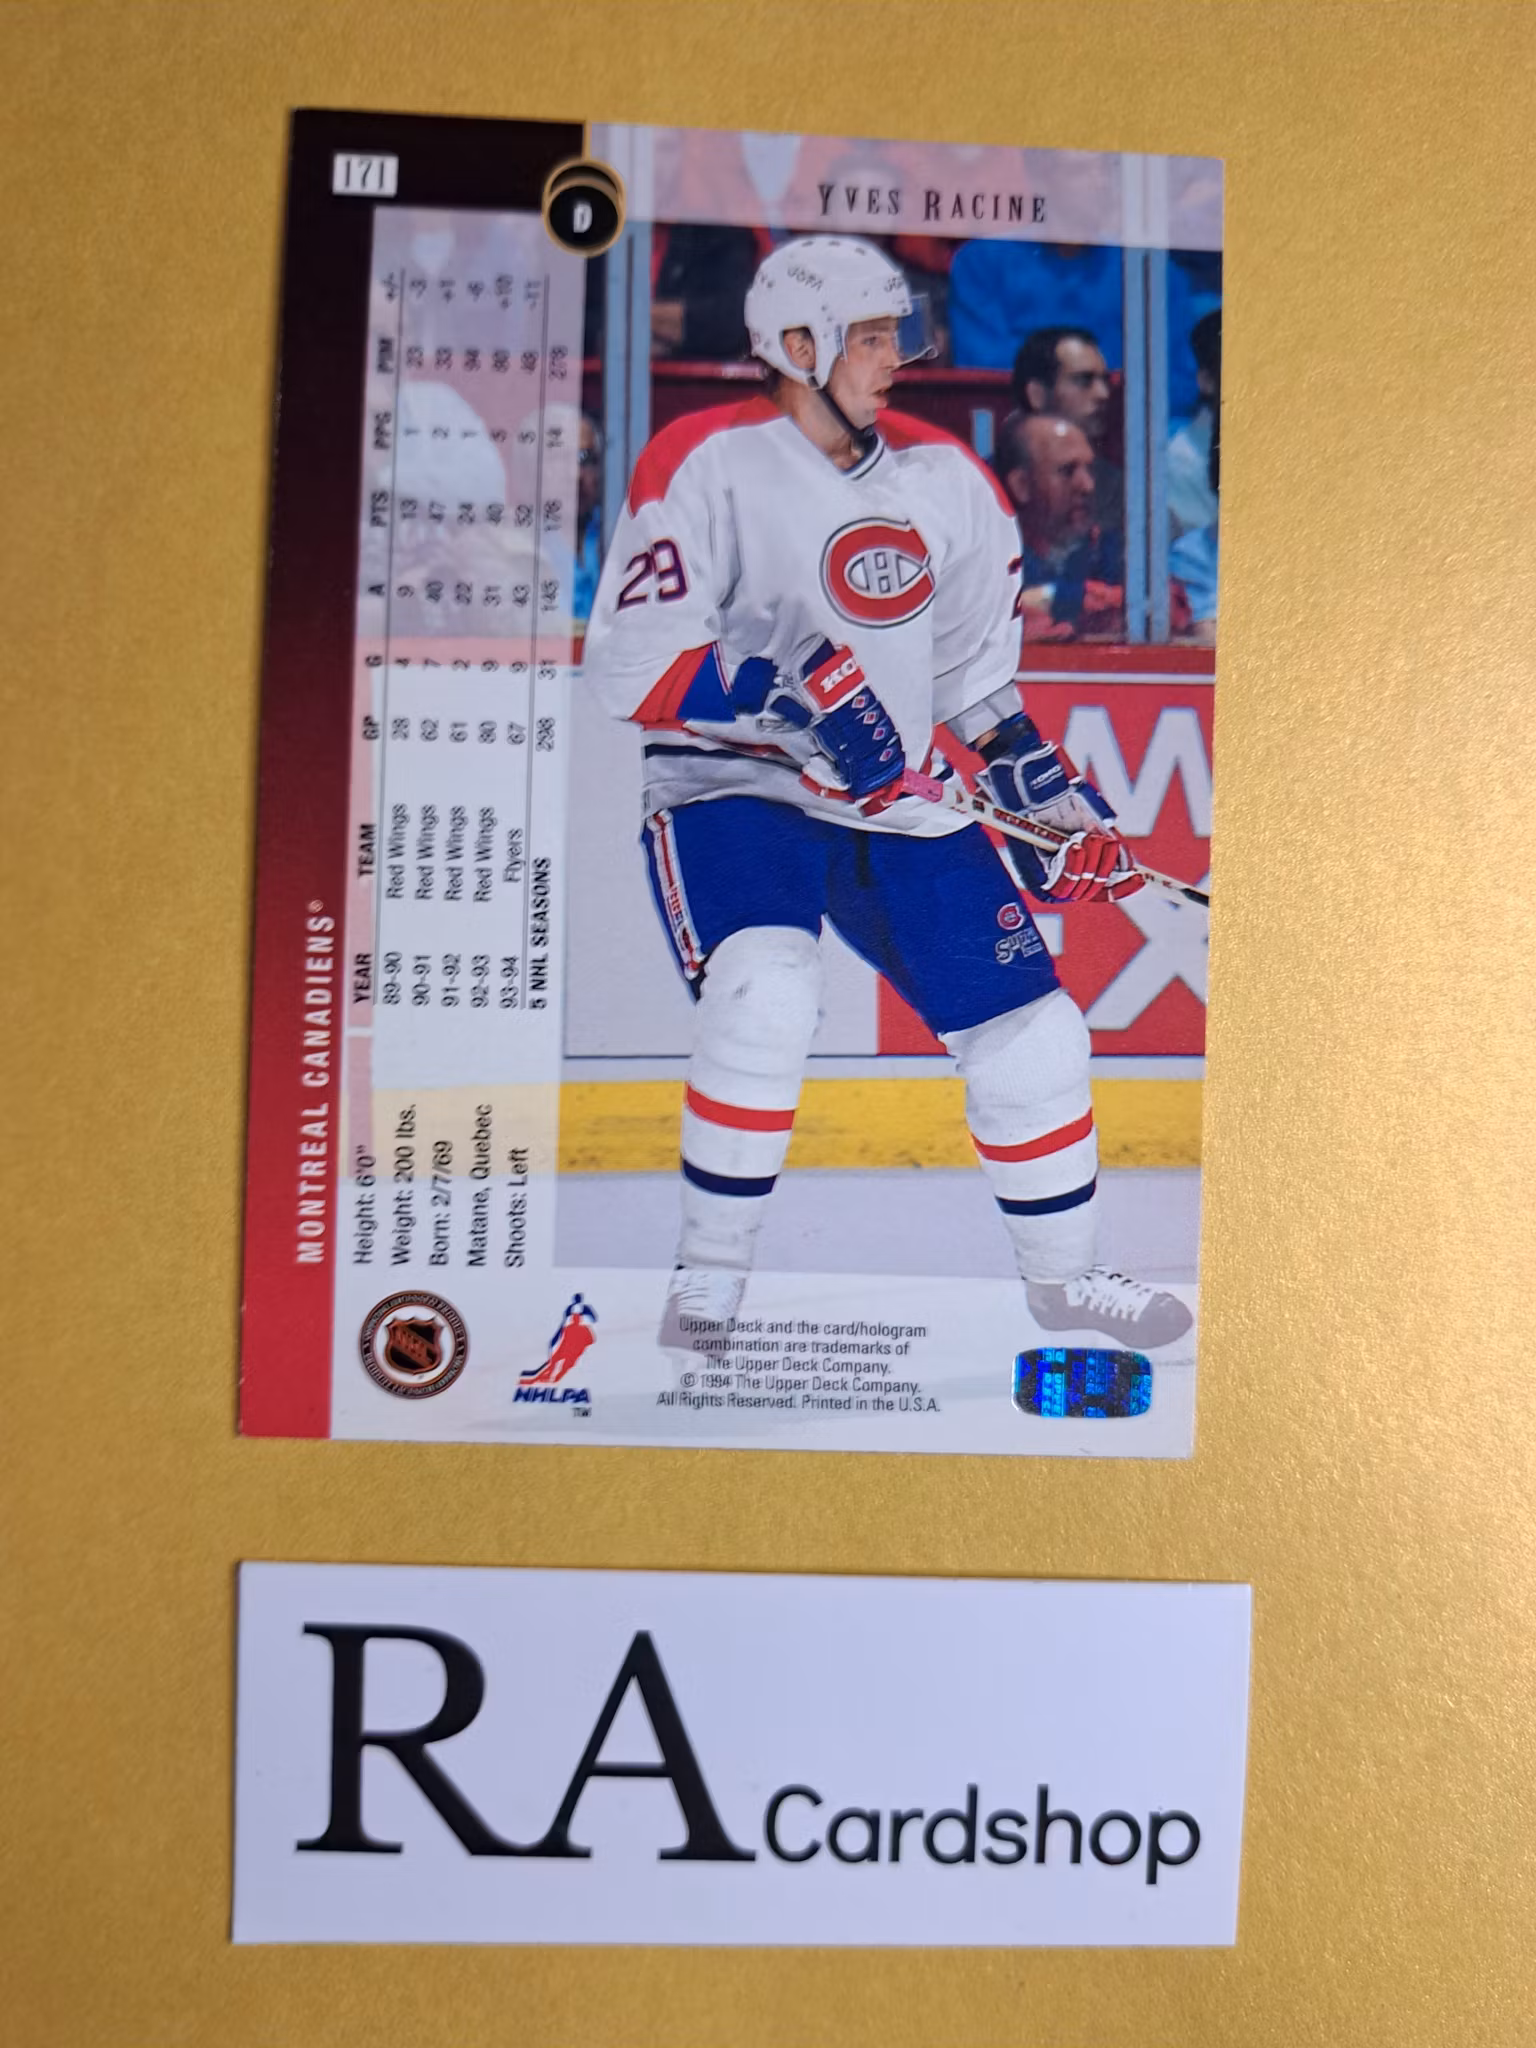 171
D
YVES RACINE
MONTREAL CANADIENS®
YEAR TEAM GP G A PTS PPG PIM +/-
89-90 Red Wings 28 4 9 13 1 23 -3
90-91 Red Wings 62 7 40 47 2 33 +1
91-92 Red Wings 61 2 22 24 1 94 -6
92-93 Red Wings 80 9 31 40 5 80 +10
93-94 Flyers 67 9 43 52 5 48 -11
5 NHL SEASONS 298 31 145 176 14 278
Height: 6'0"
Weight: 200 lbs.
Born: 2/7/69
Matane, Quebec
Shoots: Left
JOFA
29
NHLPA
TM
Upper Deck and the card/hologram
combination are trademarks of
The Upper Deck Company.
© 1994 The Upper Deck Company.
All Rights Reserved. Printed in the U.S.A.
RA Cardshop